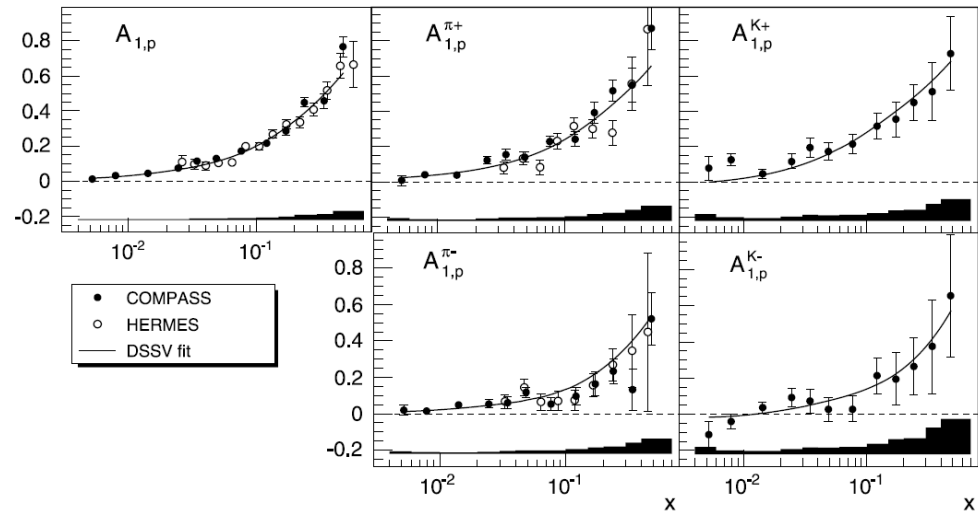 A1,p
Aπ+1,p
AK+1,p
0.8
0.6
0.4
0.2
0
-0.2
10-2
10-1
Aπ-1,p
AK-1,p
0.8
0.6
0.4
0.2
0
-0.2
COMPASS
HERMES
DSSV fit
10-2
10-1
x
10-2
10-1
x